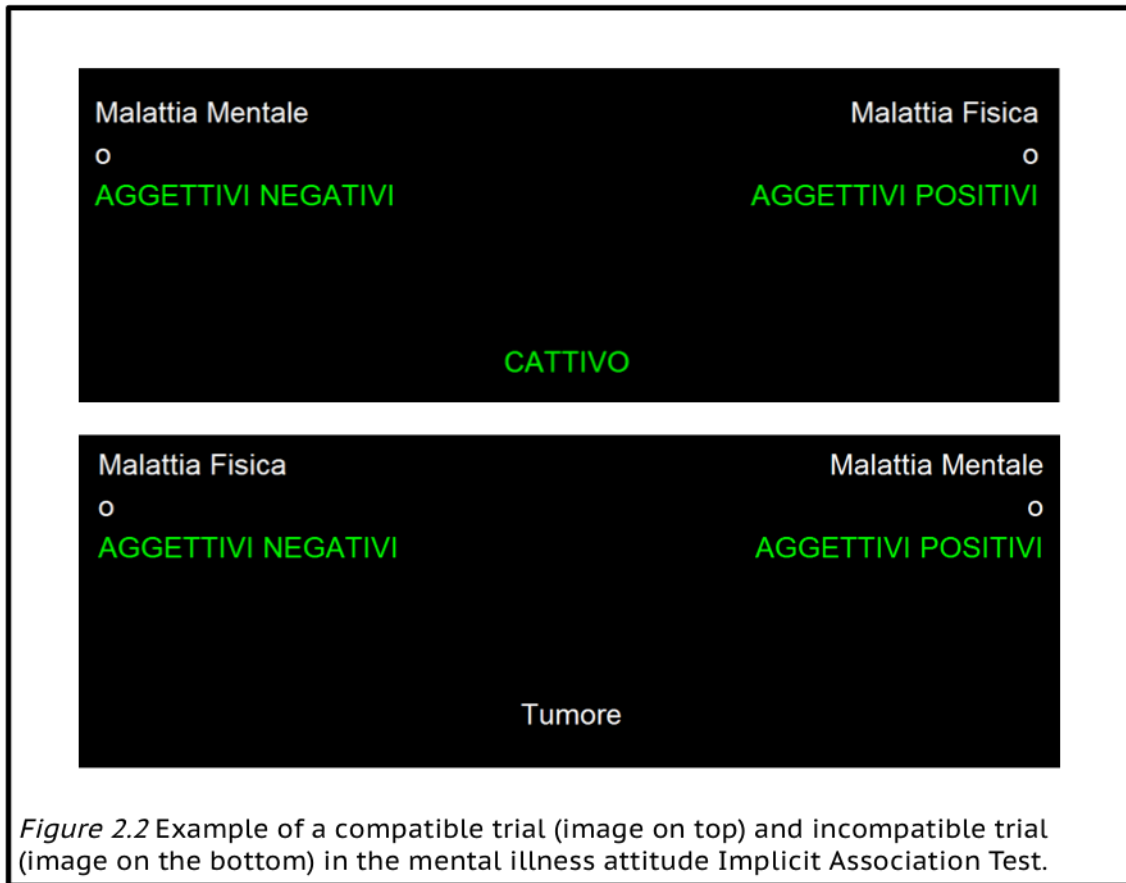 Malattia Mentale Malattia Fisica
o o
AGGETTIVI NEGATIVI AGGETTIVI POSITIVI
CATTIVO
Malattia Fisica Malattia Mentale
o o
AGGETTIVI NEGATIVI AGGETTIVI POSITIVI
Tumore
Figure 2.2 Example of a compatible trial (image on top) and incompatible trial
(image on the bottom) in the mental illness attitude Implicit Association Test.